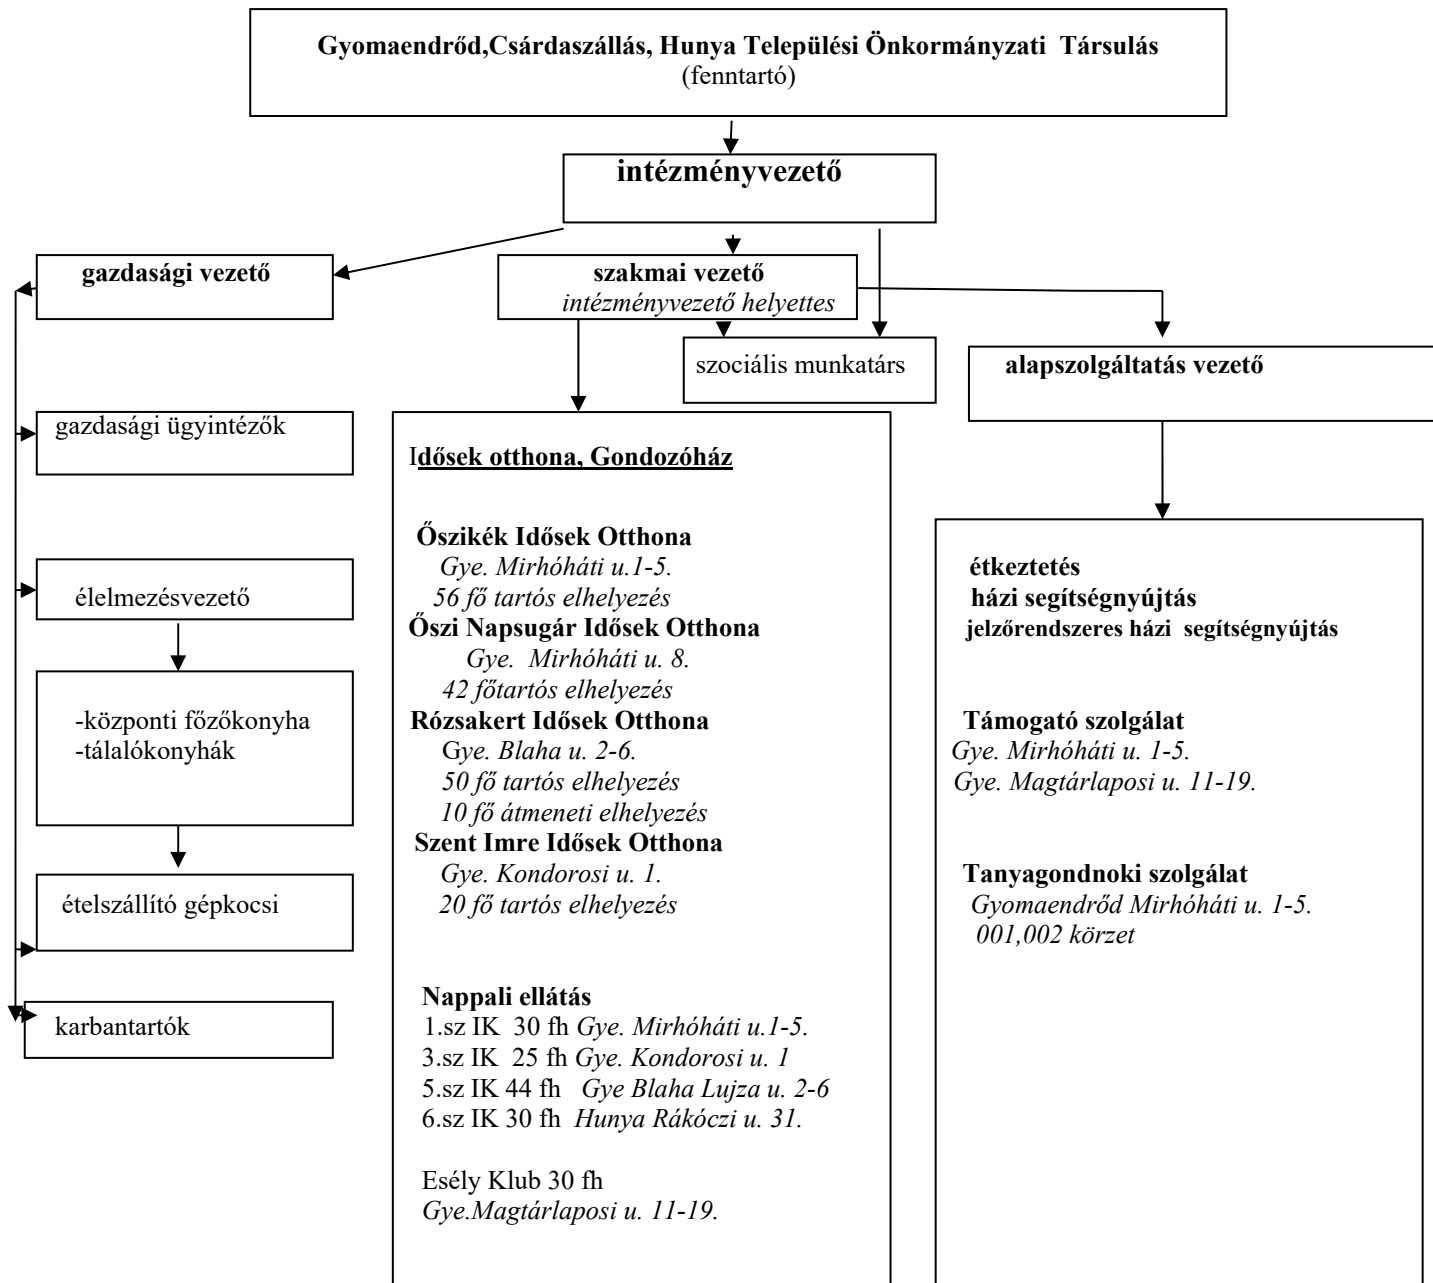 Gyomaendrőd,Csárdaszállás, Hunya Települési Önkormányzati Társulás
(fenntartó)
intézményvezető
gazdasági vezető
szakmai vezető
intézményvezető helyettes
szociális munkatárs
alapszolgáltatás vezető
gazdasági ügyintézők
élelmezésvezető
-központi főzőkonyha
-tálalókonyhák
ételszállító gépkocsi
karbantartók
Idősek otthona, Gondozóház
Őszikék Idősek Otthona
Gye. Mirhóháti u.1-5.
56 fő tartós elhelyezés
Őszi Napsugár Idősek Otthona
Gye. Mirhóháti u. 8.
42 főtartós elhelyezés
Rózsakert Idősek Otthona
Gye. Blaha u. 2-6.
50 fő tartós elhelyezés
10 fő átmeneti elhelyezés
Szent Imre Idősek Otthona
Gye. Kondorosi u. 1.
20 fő tartós elhelyezés
Nappali ellátás
1.sz IK 30 fh Gye. Mirhóháti u.1-5.
3.sz IK 25 fh Gye. Kondorosi u. 1
5.sz IK 44 fh Gye Blaha Lujza u. 2-6
6.sz IK 30 fh Hunya Rákóczi u. 31.
Esély Klub 30 fh
Gye.Magtárlaposi u. 11-19.
étkeztetés
házi segítségnyújtás
jelzőrendszeres házi segítségnyújtás
Támogató szolgálat
Gye. Mirhóháti u. 1-5.
Gye. Magtárlaposi u. 11-19.
Tanyagondnoki szolgálat
Gyomaendrőd Mirhóháti u. 1-5.
001,002 körzet